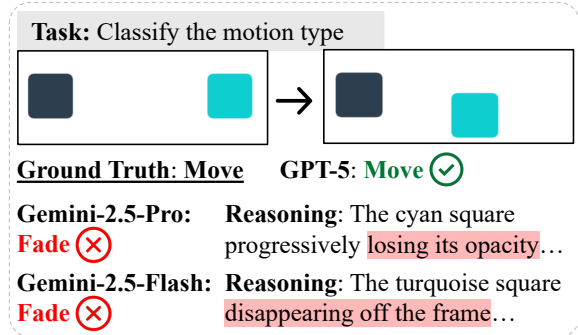 Task: Classify the motion type
Ground Truth: Move GPT-5: Move
Gemini-2.5-Pro: Reasoning: The cyan square
Fade progressively losing its opacity…
Gemini-2.5-Flash: Reasoning: The turquoise square
Fade disappearing off the frame…